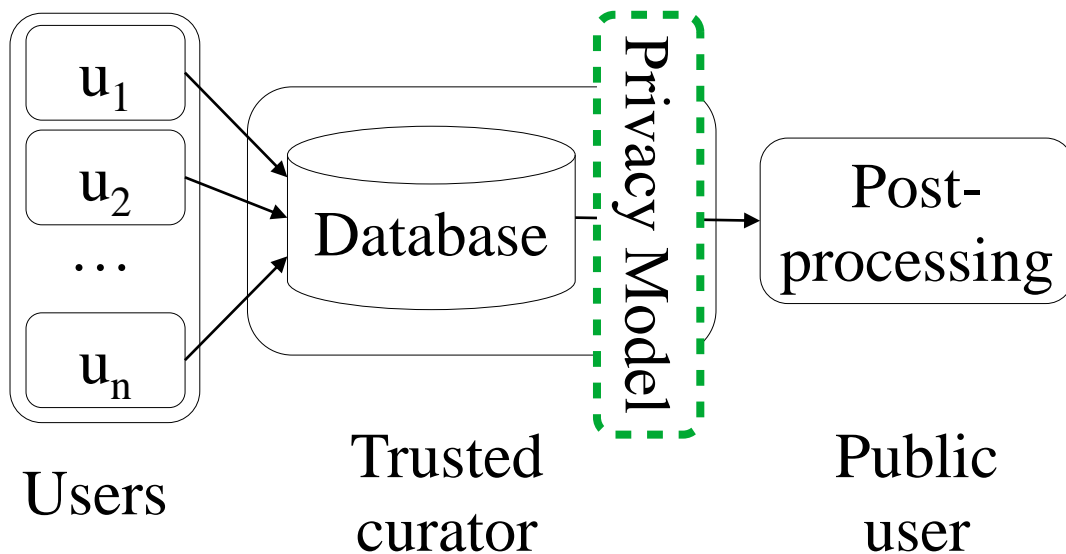 u₁
u₂
...
uₙ
Users
Database
Trusted
curator
Privacy Model
Post-
processing
Public
user